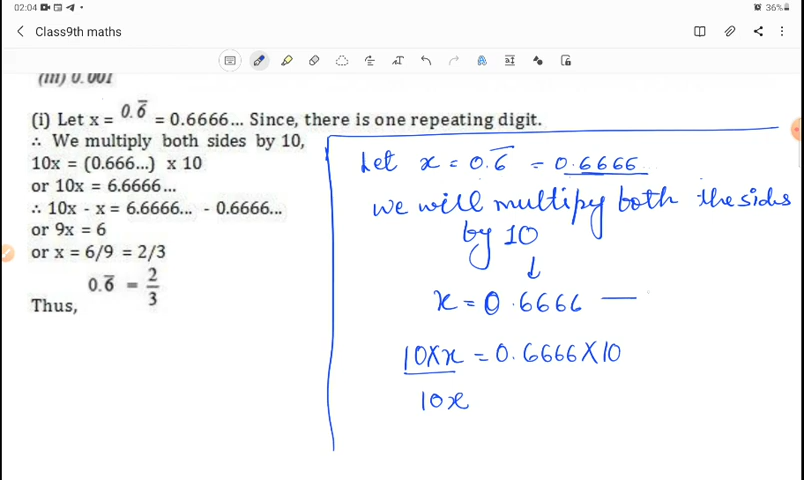 02:04
36%
Class9th maths
(iii) 0.001
(i) Let x = 0.6̅ = 0.6666... Since, there is one repeating digit.
∴ We multiply both sides by 10,
10x = (0.666...) x 10
or 10x = 6.6666...
∴ 10x - x = 6.6666... - 0.6666...
or 9x = 6
or x = 6/9 = 2/3
0.6̅ = 2/3
Thus,
Let x = 0.6̅ = 0.6666
we will multipy both the sides
by 10
↓
x = 0.6666 —
10×x = 0.6666×10
10x